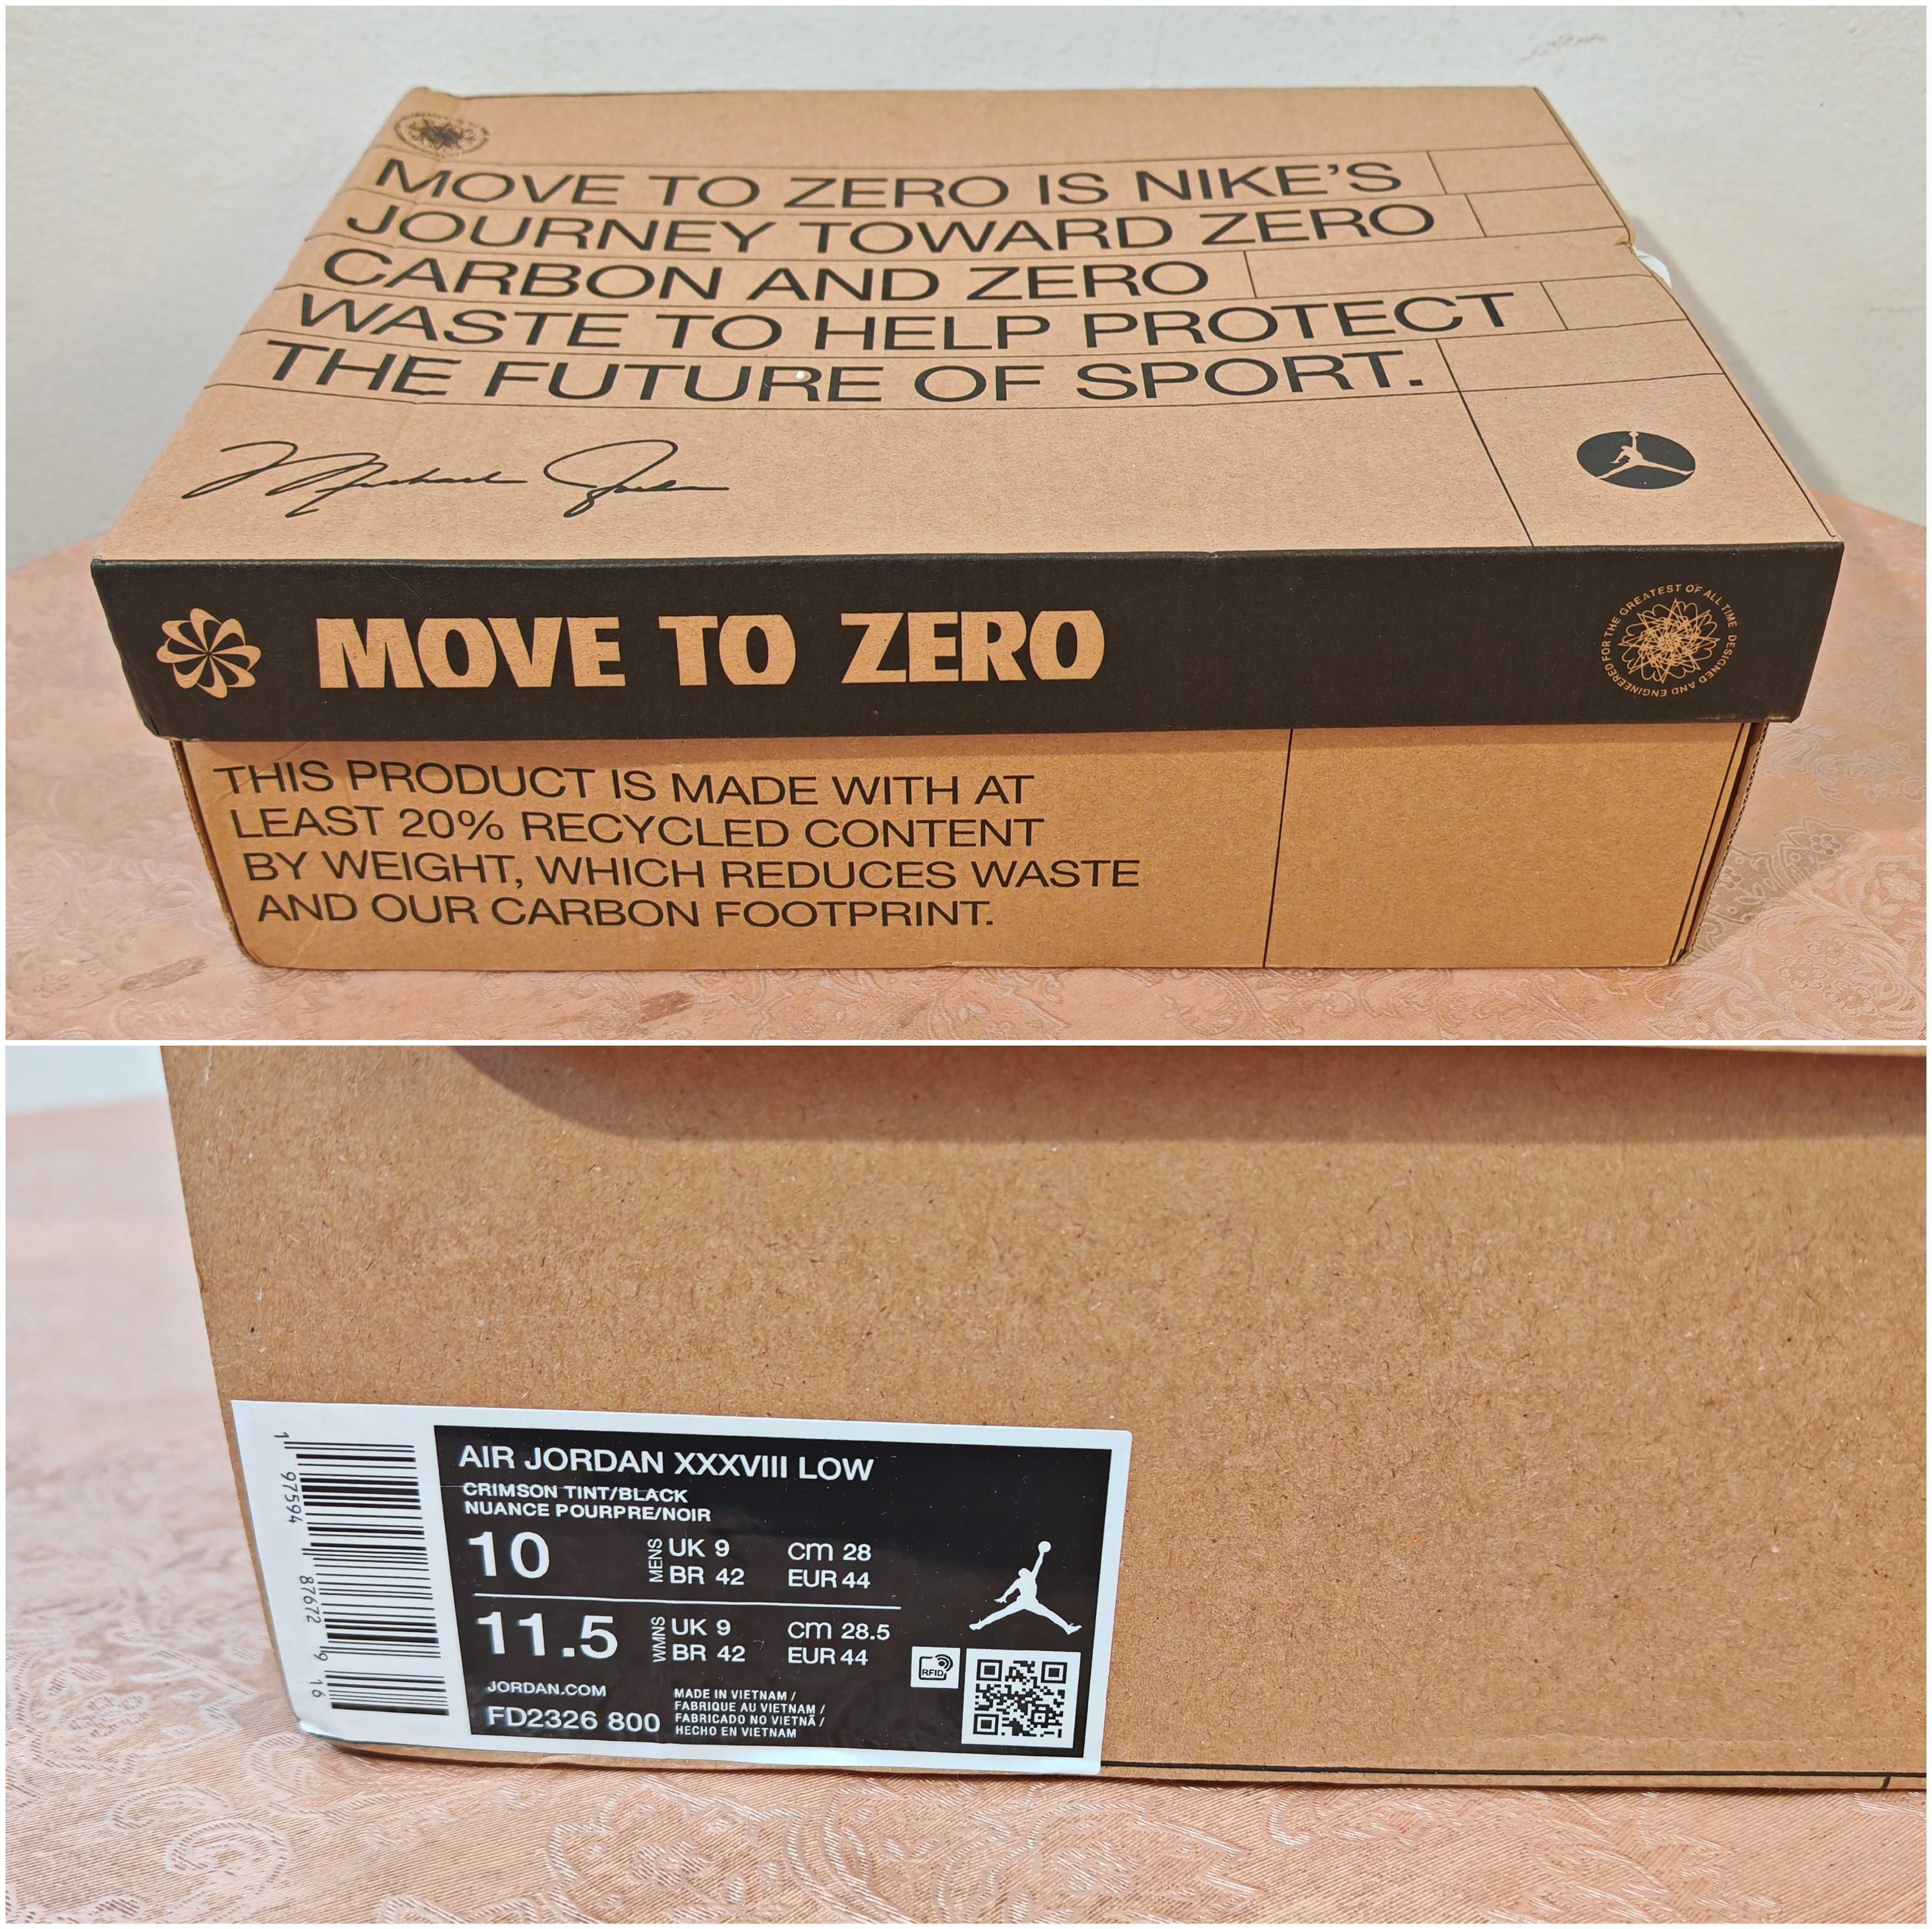 MOVE TO ZERO IS NIKE'S
JOURNEY TOWARD ZERO
CARBON AND ZERO
WASTE TO HELP PROTECT
THE FUTURE OF SPORT.
Michael Jordan
MOVE TO ZERO
DESIGNED AND ENGINEERED FOR THE GREATEST OF ALL TIME
THIS PRODUCT IS MADE WITH AT
LEAST 20% RECYCLED CONTENT
BY WEIGHT, WHICH REDUCES WASTE
AND OUR CARBON FOOTPRINT.
1 97594 87672 9 16
AIR JORDAN XXXVIII LOW
CRIMSON TINT/BLACK
NUANCE POURPRE/NOIR
10 MENS UK 9 cm 28
BR 42 EUR 44
11.5 WMNS UK 9 cm 28.5
BR 42 EUR 44
RFID
JORDAN.COM
FD2326 800
MADE IN VIETNAM /
FABRIQUE AU VIETNAM /
FABRICADO NO VIETNÃ /
HECHO EN VIETNAM